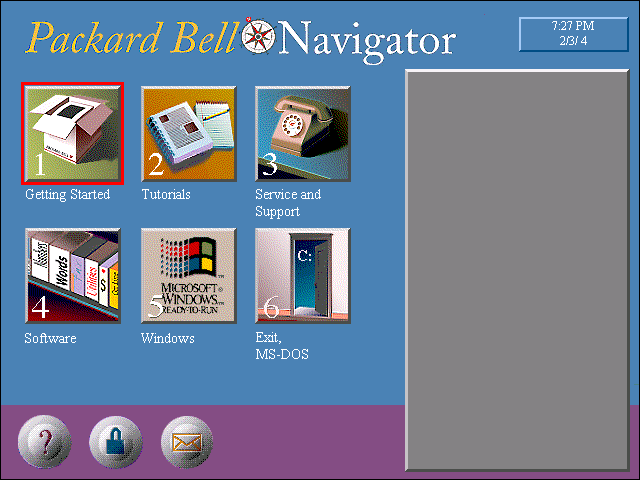 Packard Bell Navigator
7:27 PM
2/3/ 4
1
2
3
Getting Started
Tutorials
Service and
Support
Words
Utilities
C:
MICROSOFT
WINDOWS
READY-TO-RUN
4
5
6
Software
Windows
Exit,
MS-DOS
?